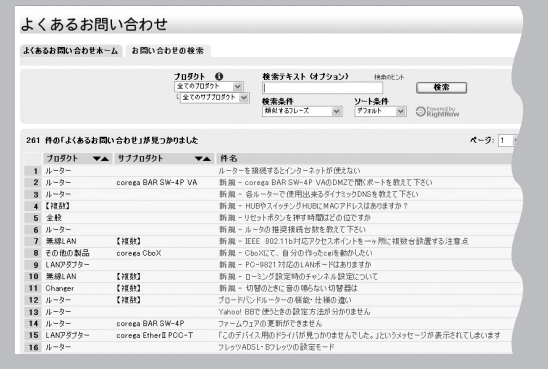 よくあるお問い合わせ
よくあるお問い合わせホーム お問い合わせの検索
プロダクト 検索テキスト (オプション) 検索のヒント
全てのプロダクト 検索
全てのサブプロダクト 検索条件 ソート条件
類似するフレーズ デフォルト Powered by RightNow
261 件の「よくあるお問い合わせ」が見つかりました ページ: 1
プロダクト ▼▲ サブプロダクト ▼▲ 件名
1 ルーター ルーターを接続するとインターネットが使えない
2 ルーター corega BAR SW-4P VA 新規 - corega BAR SW-4P VAのDMZで開くポートを教えて下さい
3 ルーター 新規 - 各ルーターで使用出来るダイナミックDNSを教えて下さい
4 【複数】 新規 - HUBやスイッチングHUBにMACアドレスはありますか?
5 全般 新規 - リセットボタンを押す時間はどの位ですか
6 ルーター 新規 - ルータの推奨接続台数を教えて下さい
7 無線LAN 【複数】 新規 - IEEE 802.11b対応アクセスポイントを一ヶ所に複数台設置する注意点
8 その他の製品 corega CboX 新規 - CboXにて、自分の作ったcgiを動かしたい
9 LANアダプター 新規 - PC-9821対応のLANボードはありますか
10 無線LAN 【複数】 新規 - ローミング設定時のチャンネル設定について
11 Changer 【複数】 新規 - 切替のときに音の鳴らない切替器は
12 ルーター 【複数】 ブロードバンドルーターの機能・仕様の違い
13 ルーター Yahoo! BBで使うときの設定方法が分かりません
14 ルーター corega BAR SW-4P ファームウェアの更新ができません
15 LANアダプター corega EtherⅡ PCC-T 「このデバイス用のドライバが見つかりませんでした。」というメッセージが表示されてしまいます
16 ルーター フレッツADSL・Bフレッツの設定モード